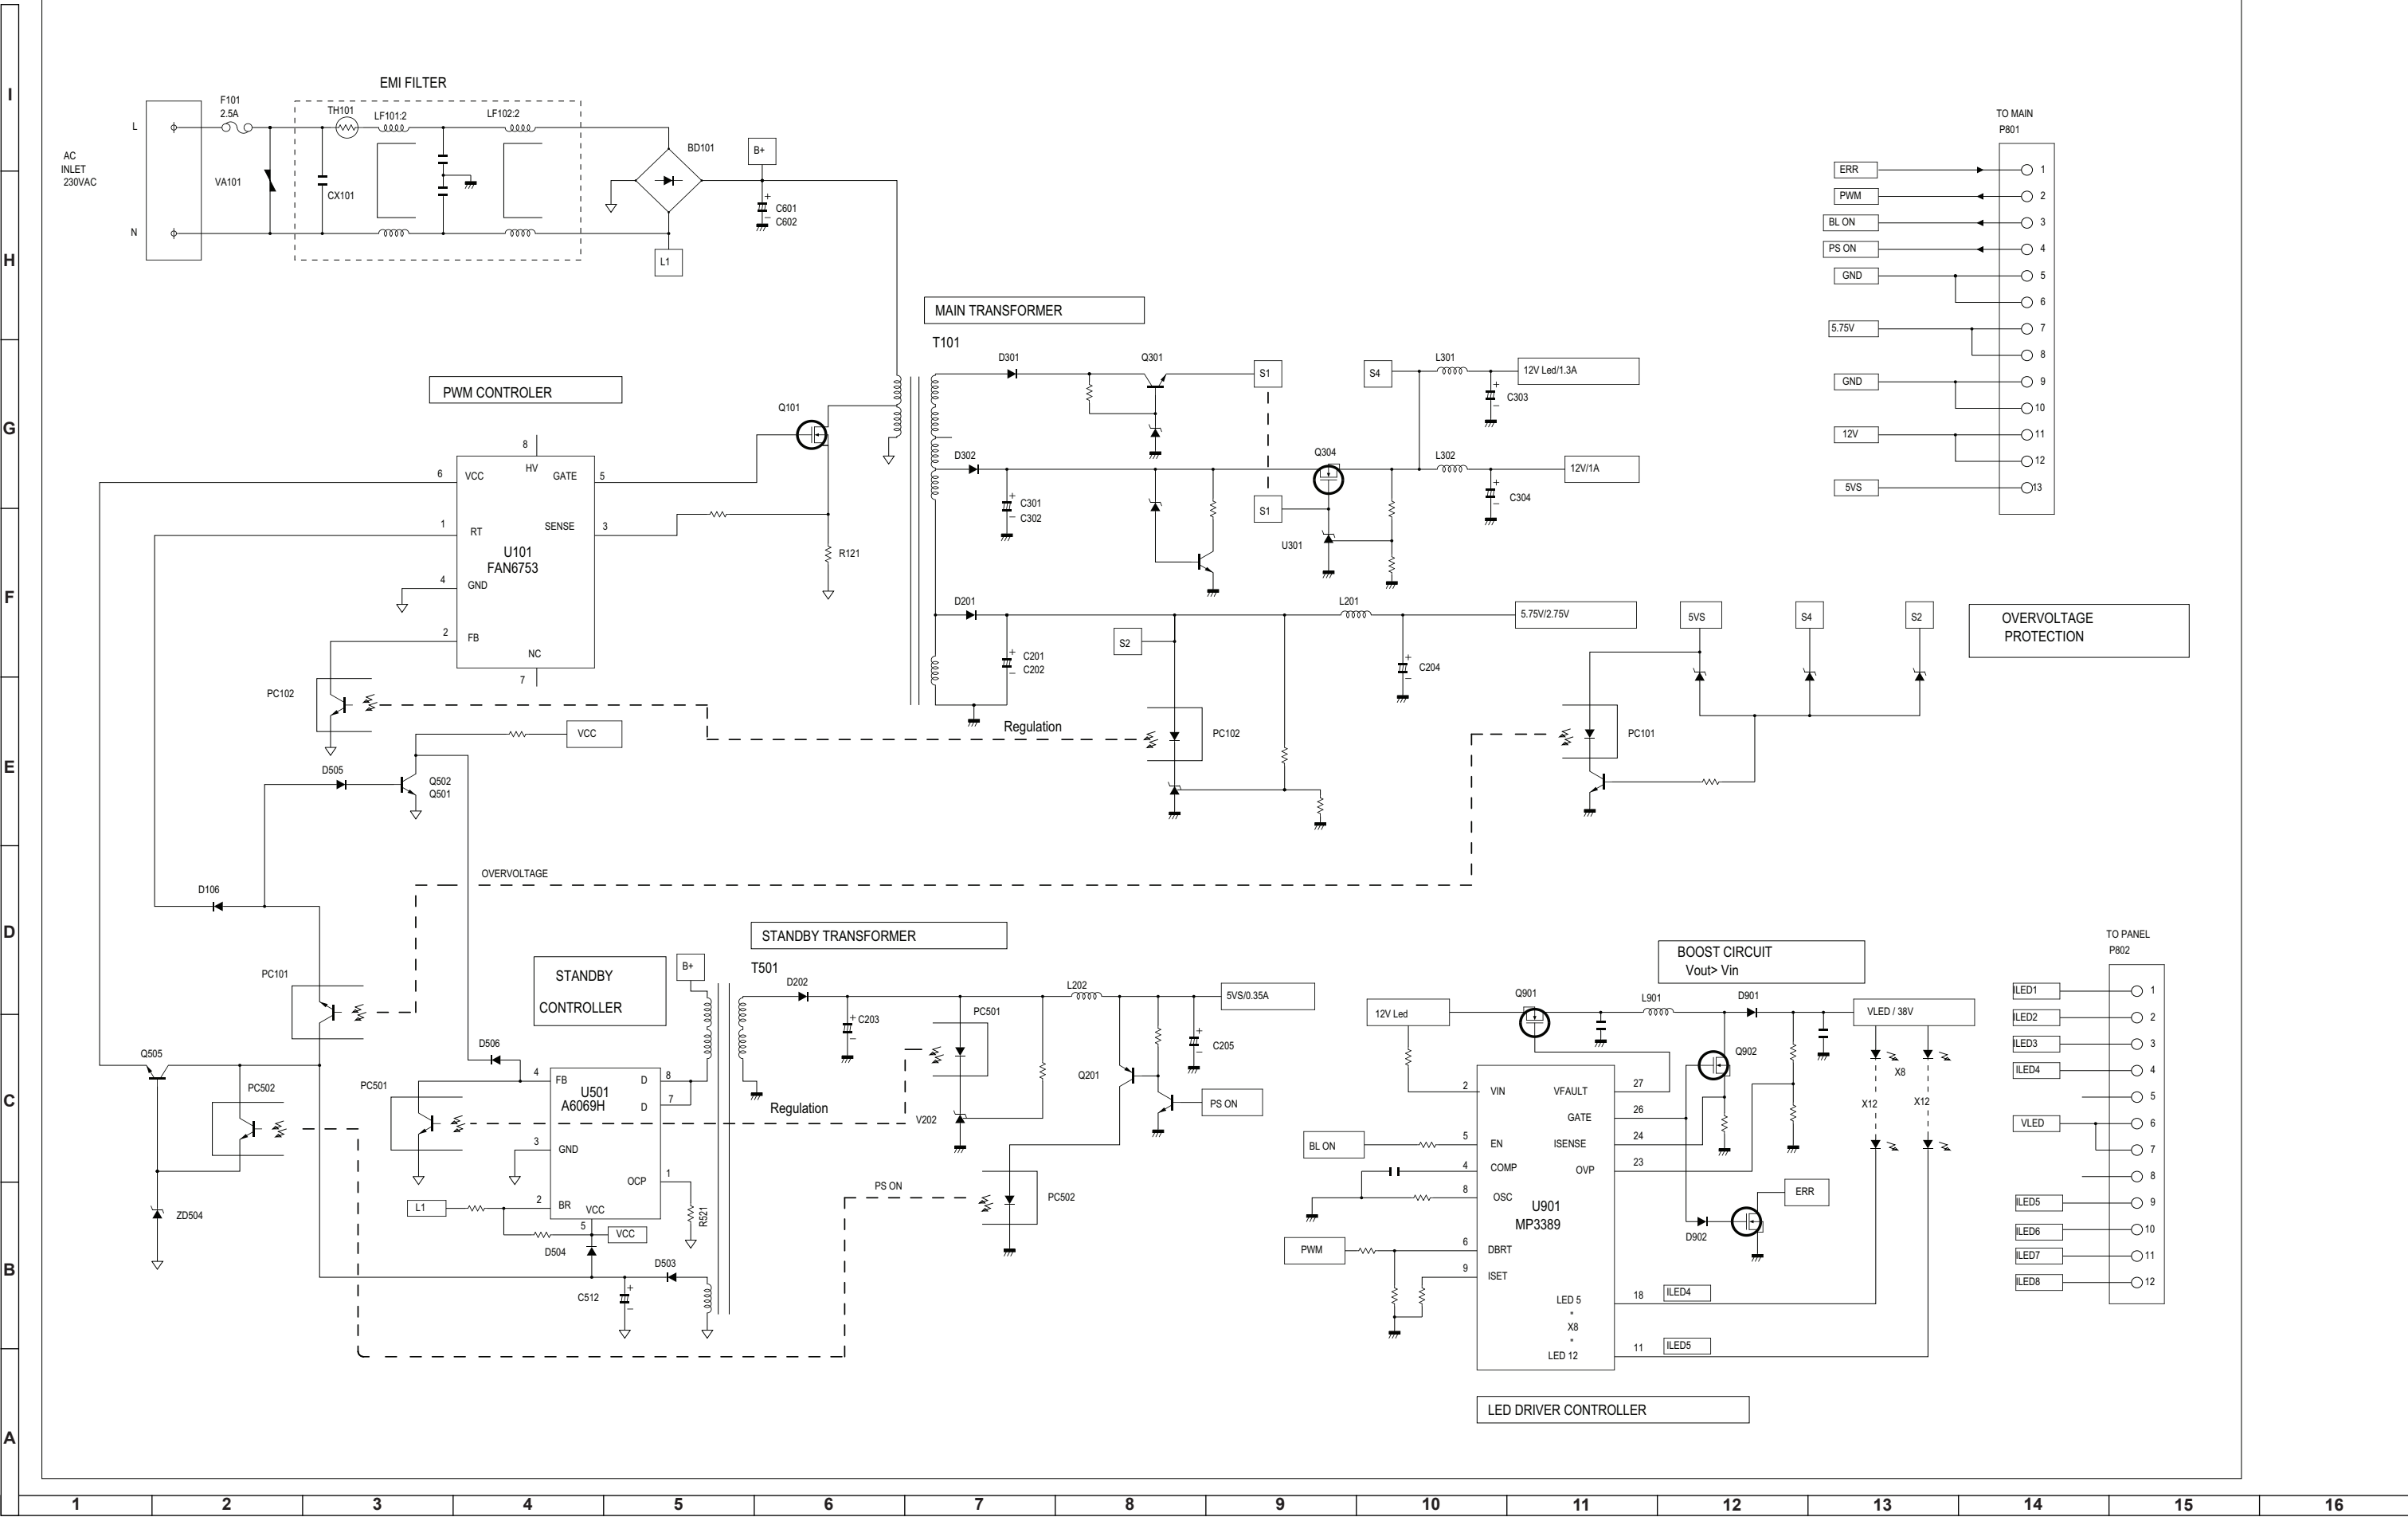 EMI FILTER
F101
2.5A
TH101
LF101:2
LF102:2
L
AC
INLET
230VAC
VA101
CX101
N
BD101
B+
C601
C602
L1
TO MAIN
P801
ERR
1
PWM
2
BL ON
3
PS ON
4
GND
5
6
5.75V
7
8
GND
9
10
12V
11
12
5VS
13
MAIN TRANSFORMER
T101
PWM CONTROLER
D301
Q301
S1
S4
L301
12V Led/1.3A
C303
Q101
D302
Q304
L302
12V/1A
C301
C302
S1
U301
C304
8
HV
6
VCC
GATE
5
1
RT
SENSE
3
U101
FAN6753
4
GND
2
FB
NC
7
R121
D201
L201
5.75V/2.75V
S2
C201
C202
C204
Regulation
PC102
PC102
5VS
S4
S2
OVERVOLTAGE
PROTECTION
PC101
VCC
D505
Q502
Q501
OVERVOLTAGE
D106
PC101
STANDBY
CONTROLLER
STANDBY TRANSFORMER
B+
T501
D202
L202
5VS/0.35A
C203
PC501
C205
Q201
PS ON
V202
Regulation
PC502
PS ON
Q505
PC502
ZD504
D506
PC501
4
FB
D
8
D
7
U501
A6069H
3
GND
OCP
1
L1
2
BR
VCC
5
VCC
D504
R521
D503
C512
BOOST CIRCUIT
Vout> Vin
12V Led
Q901
L901
D901
VLED / 38V
Q902
X8
X12
X12
2
VIN
VFAULT
27
GATE
26
BL ON
5
EN
ISENSE
24
4
COMP
OVP
23
8
OSC
U901
MP3389
PWM
6
DBRT
9
ISET
ERR
D902
LED 5
*
X8
*
LED 12
18
ILED4
11
ILED5
LED DRIVER CONTROLLER
TO PANEL
P802
ILED1
1
ILED2
2
ILED3
3
ILED4
4
5
VLED
6
7
8
ILED5
9
ILED6
10
ILED7
11
ILED8
12
I
H
G
F
E
D
C
B
A
1 2 3 4 5 6 7 8 9 10 11 12 13 14 15 16